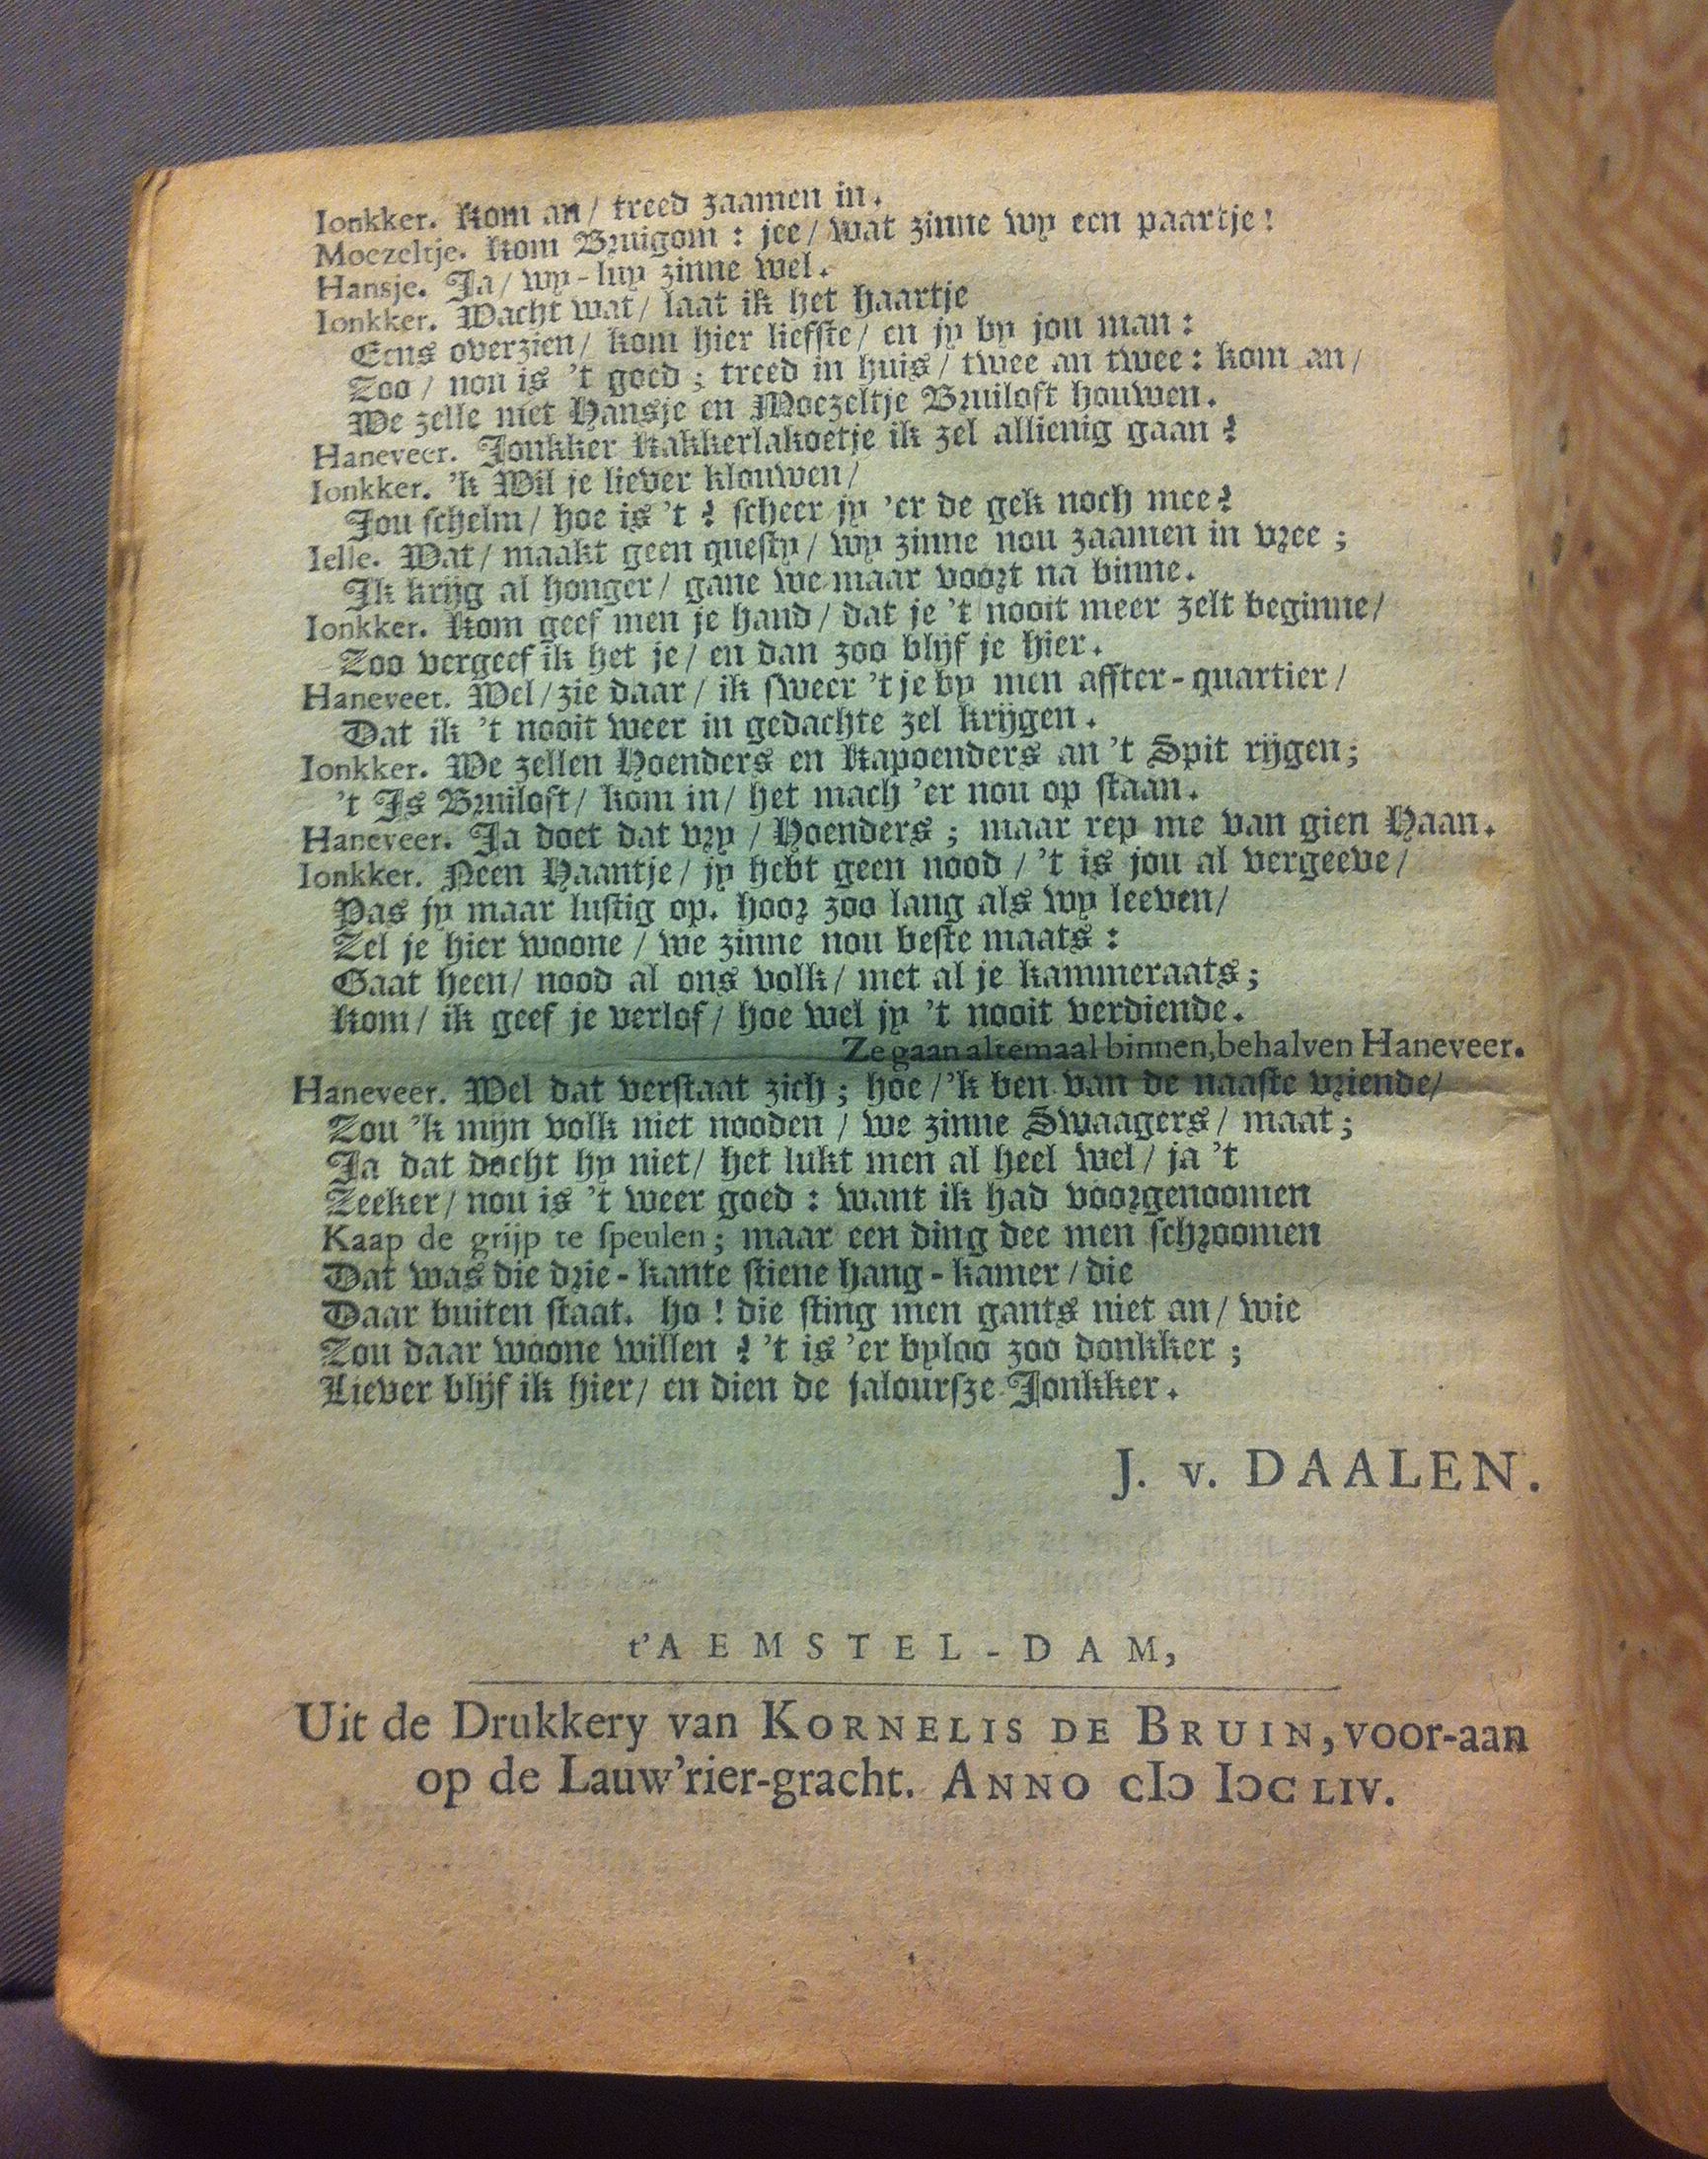 Ionkker. Kom an/ treed zaamen in.
Moezeltje. Kom Bruigom : jee/ wat zinne wy een paartje!
Hansje. Ja/ wy-luy zinne wel.
Ionkker. Wacht wat/ laat ik het haartje
Eens overzien/ kom hier liefste/ en jy by jou man :
Zoo / nou is 't goed ; treed in huis/ twee an twee : kom an/
We zelle met Hansje en Moezeltje Bruiloft houwen.
Haneveer. Jonkker Kakkerlakoetje ik zel allienig gaan ?
Ionkker. 'k Wil je liever klouwen/
Jou schelm/ hoe is 't ? scheer jy 'er de gek noch mee?
Ielle. Wat/ maakt geen questy/ wy zinne nou zaamen in vree ;
Ik krijg al honger/ gane we maar voort na binne.
Ionkker. Kom geef men je hand/ dat je 't nooit meer zelt beginne/
Zoo vergeef ik het je/ en dan zoo blijf je hier.
Haneveer. Wel/zie daar/ ik sweer 't je by men affter-quartier/
Dat ik 't nooit weer in gedachte zel krijgen.
Ionkker. We zellen Hoenders en Kapoenders an 't Spit rijgen;
't Is Bruiloft/ kom in/ het mach 'er nou op staan.
Haneveer. Ja doet dat vry / Hoenders ; maar rep me van gien Haan.
Ionkker. Neen Haantje/ jy hebt geen nood / 't is jou al vergeeve/
Pas jy maar lustig op. hoor zoo lang als wy leeven/
Zel je hier woone / we zinne nou beste maats :
Gaat heen/ nood al ons volk/ met al je kammeraats;
Kom/ ik geef je verlof/ hoe wel jy 't nooit verdiende.
Ze gaan altemaal binnen, behalven Haneveer.
Haneveer. Wel dat verstaat zich ; hoe /'k ben van de naaste vriende/
Zou 'k mijn volk niet nooden / we zinne Swaagers/ maat;
Ja dat docht hy niet/ het lukt men al heel wel/ ja 't
Zeeker/ nou is 't weer goed : want ik had voorgenoomen
Kaap de grijp te speulen; maar een ding dee men schroomen
Dat was die drie-kante stiene hang-kamer / die
Daar buiten staat. ho! die sting men gants niet an/ wie
Zou daar woone willen ? 't is 'er byloo zoo donkker ;
Liever blijf ik hier/ en dien de jaloursze Jonkker.
J. v. DAALEN.
t'AEMSTEL-DAM,
Uit de Drukkery van KORNELIS DE BRUIN, voor-aan
op de Lauw'rier-gracht. ANNO cIↄ IↄC LIV.